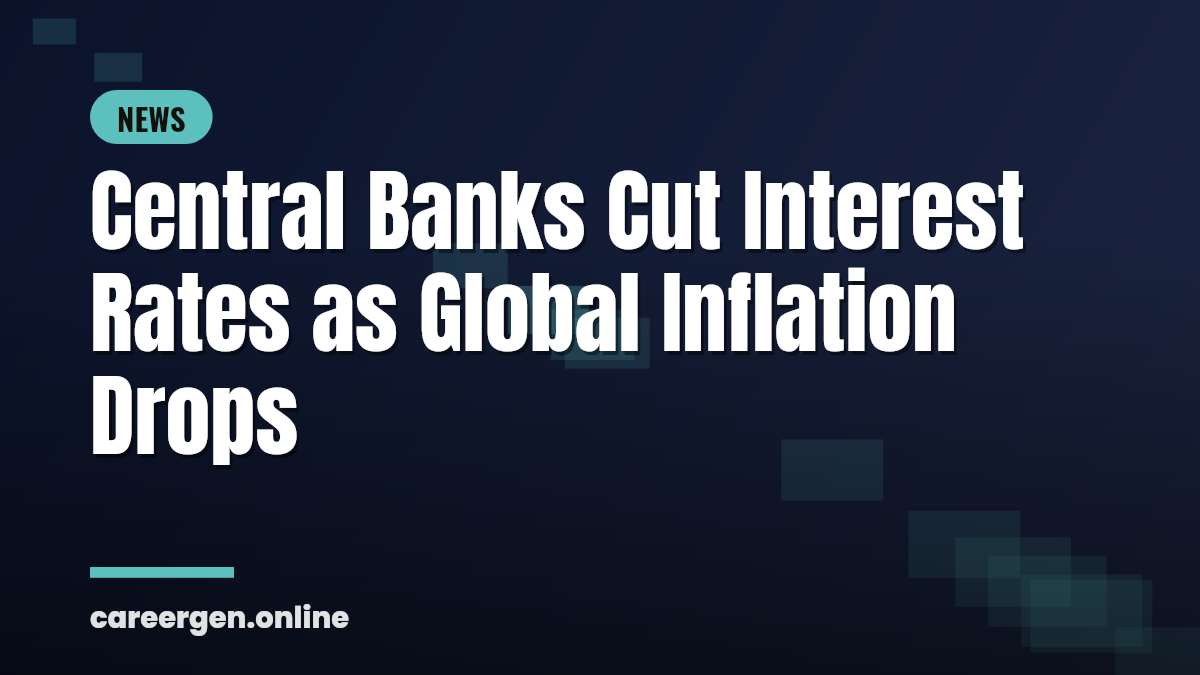 NEWS
Central Banks Cut Interest
Rates as Global Inflation
Drops
careergen.online